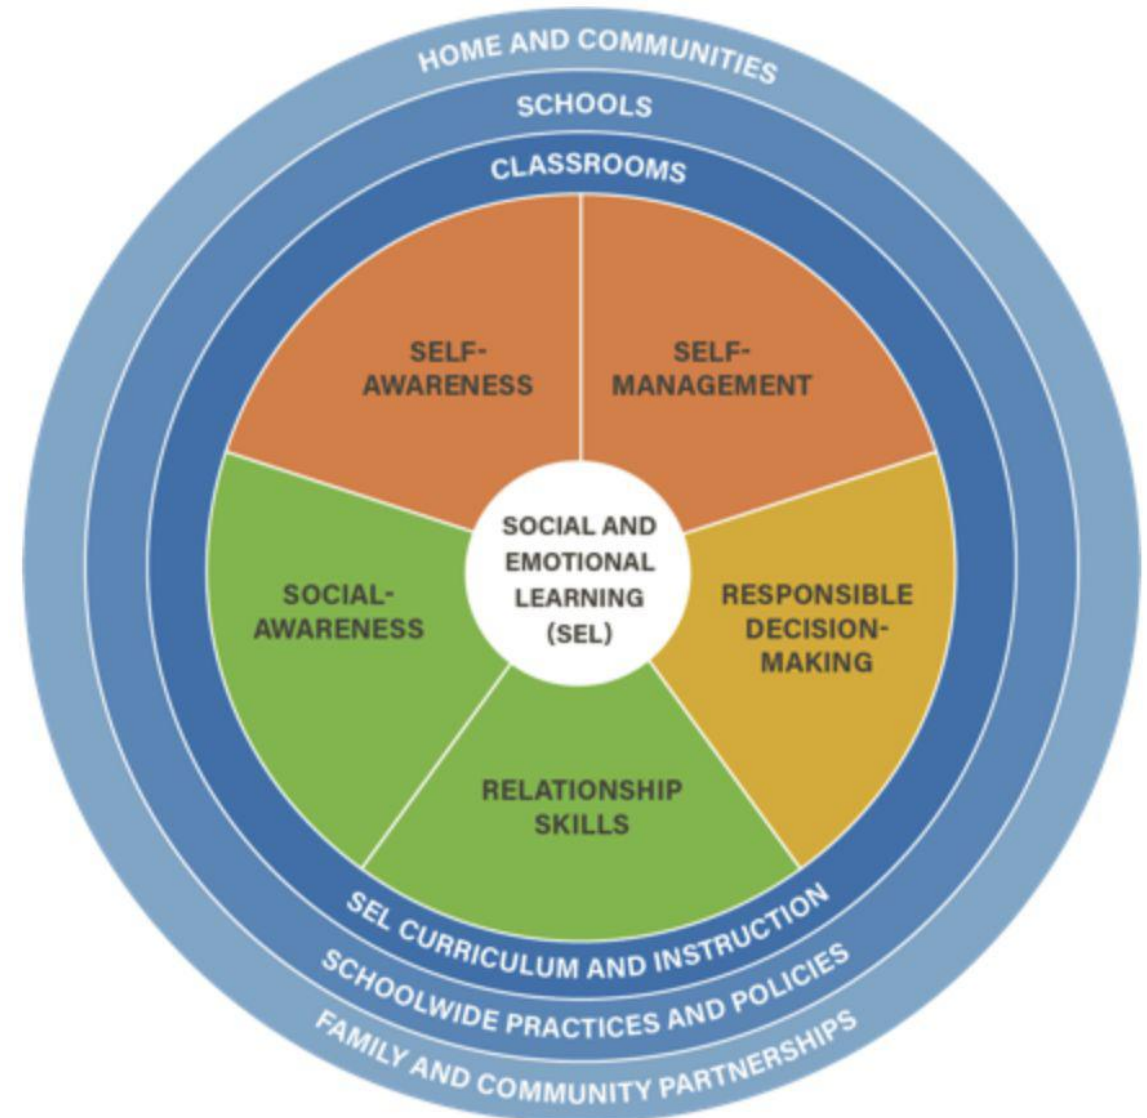 HOME AND COMMUNITIES
SCHOOLS
CLASSROOMS
SELF-
AWARENESS
SELF-
MANAGEMENT
SOCIAL AND
EMOTIONAL
LEARNING
(SEL)
SOCIAL-
AWARENESS
RESPONSIBLE
DECISION-
MAKING
RELATIONSHIP
SKILLS
SEL CURRICULUM AND INSTRUCTION
SCHOOLWIDE PRACTICES AND POLICIES
FAMILY AND COMMUNITY PARTNERSHIPS